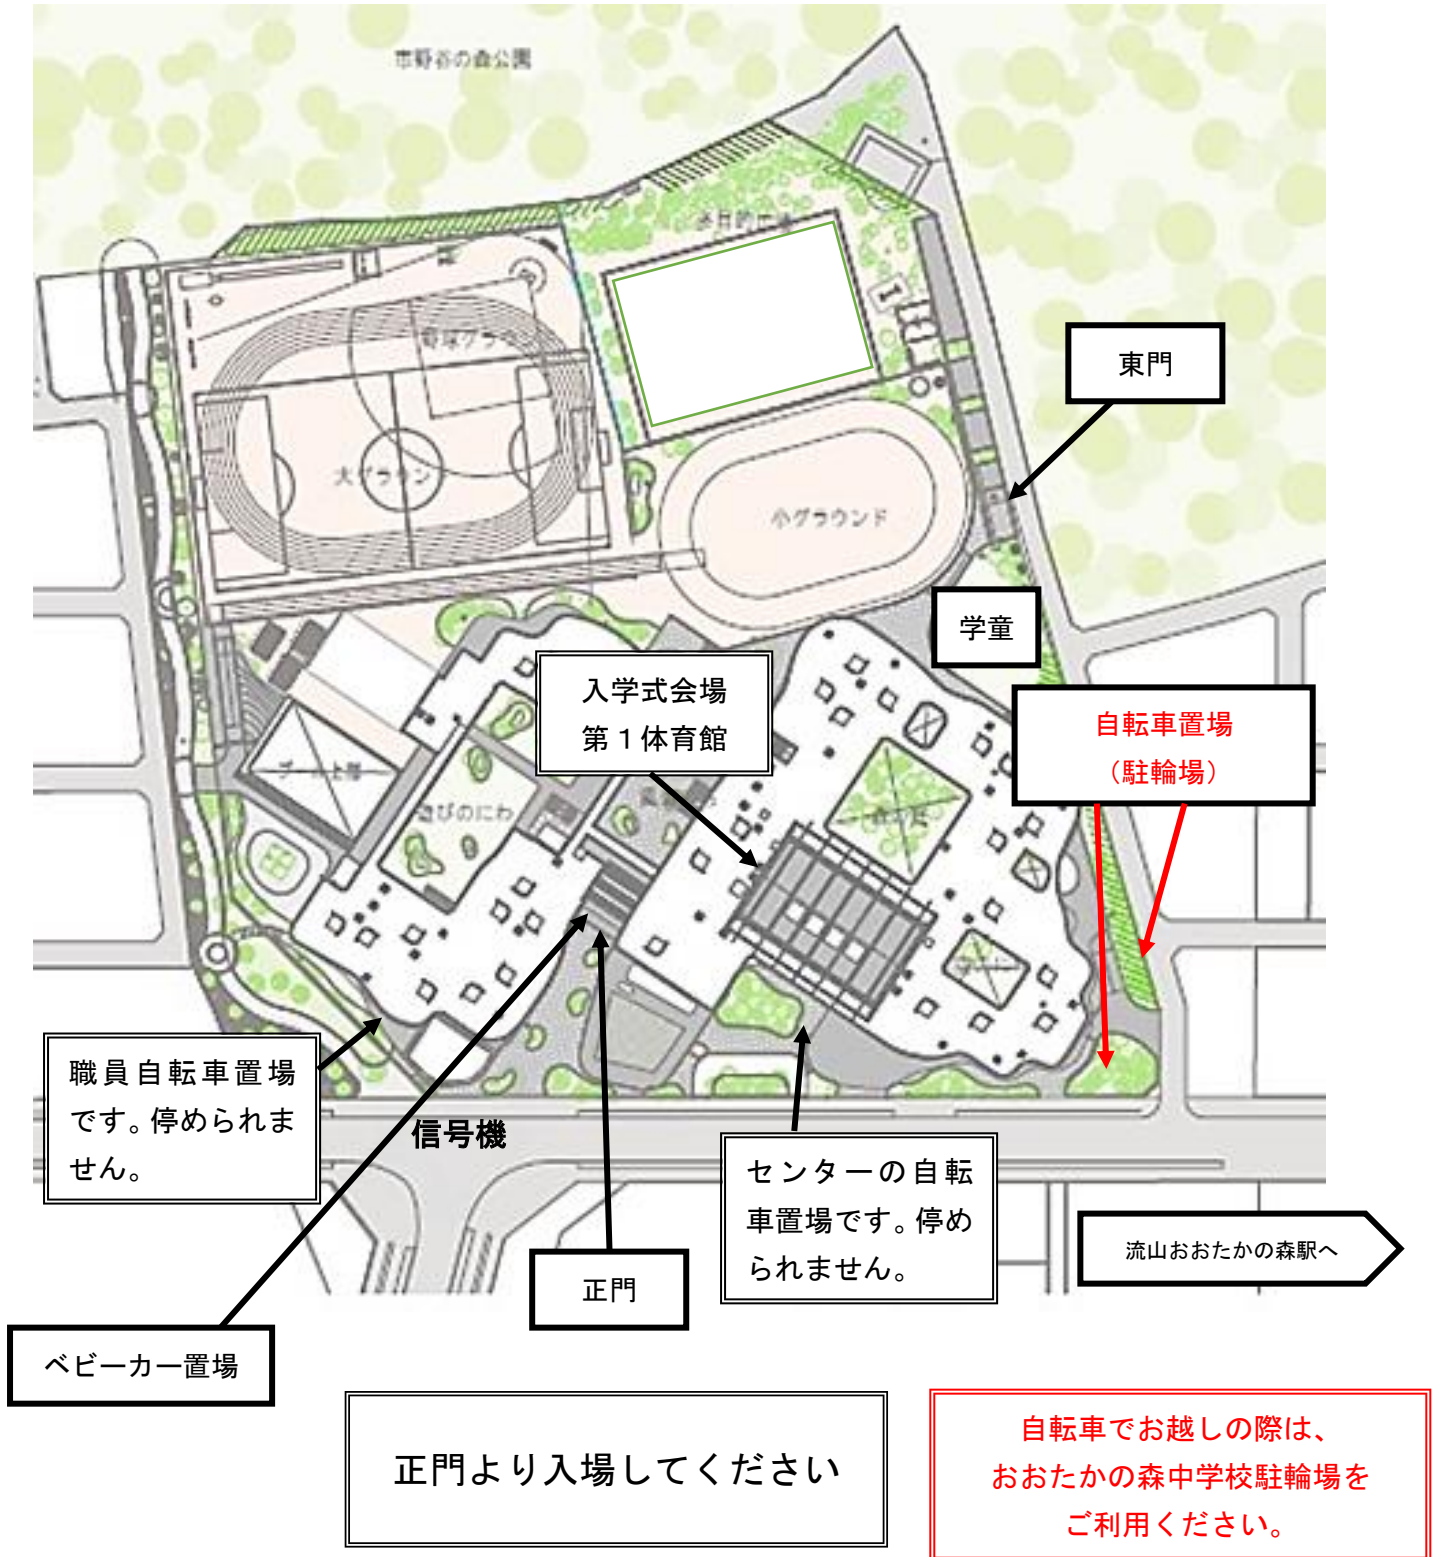 市野谷の森公園
東門
大グラウンド
小グラウンド
学童
入学式会場
第１体育館
自転車置場
（駐輪場）
遊びのにわ
職員自転車置場
です。停められま
せん。
信号機
センターの自転
車置場です。停め
られません。
流山おおたかの森駅へ
正門
ベビーカー置場
正門より入場してください
自転車でお越しの際は、
おおたかの森中学校駐輪場を
ご利用ください。